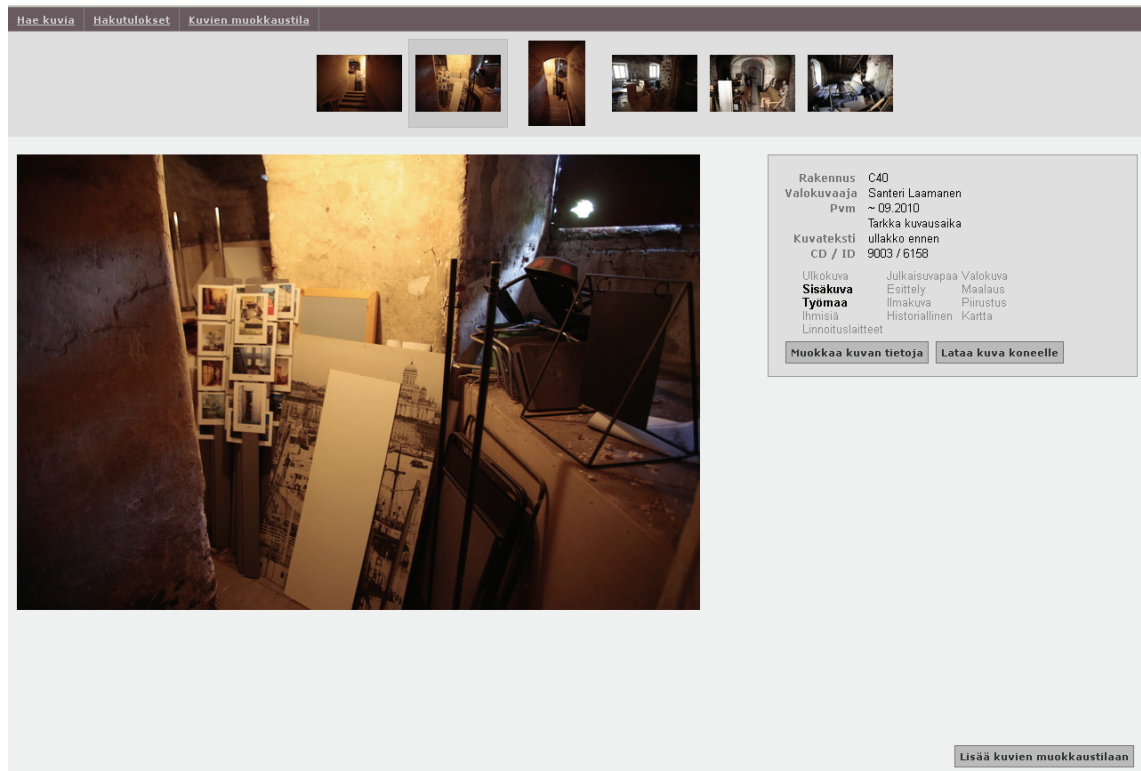 Hae kuvia Hakutulokset Kuvien muokkaustila
Rakennus C40
Valokuvaaja Santeri Laamanen
Pvm ~ 09.2010
Tarkka kuvausaika
Kuvateksti ullakko ennen
CD / ID 9003 / 6158
Ulkokuva Julkaisuvapaa Valokuva
Sisäkuva Esittely Maalaus
Työmaa Ilmakuva Piirustus
Ihmisiä Historiallinen Kartta
Linnoituslaitteet
Muokkaa kuvan tietoja Lataa kuva koneelle
Lisää kuvien muokkaustilaan